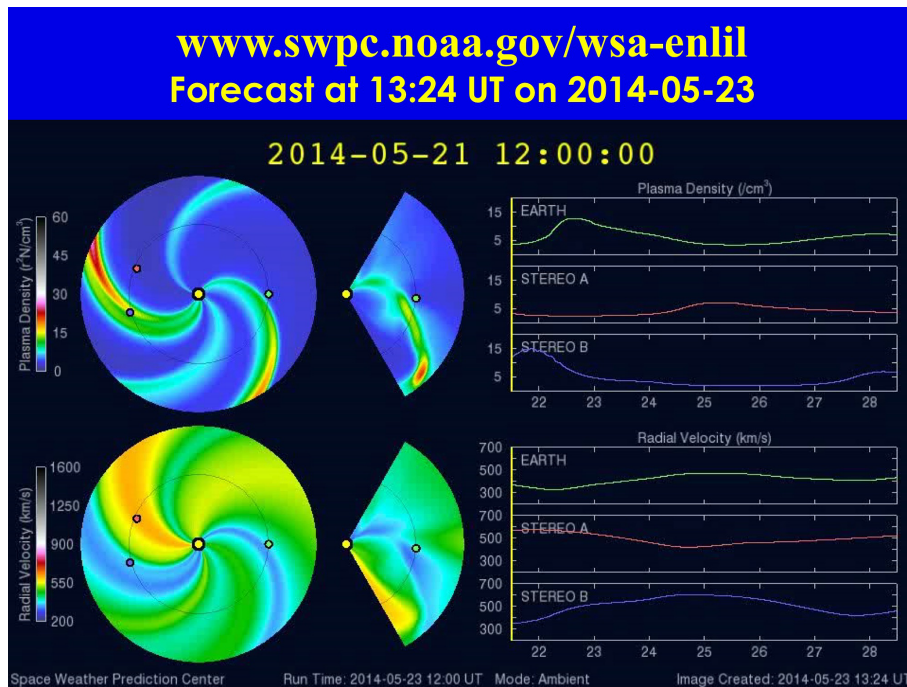 www.swpc.noaa.gov/wsa-enlil
Forecast at 13:24 UT on 2014-05-23
2014-05-21 12:00:00
Plasma Density (r²N/cm³)
60
45
30
15
0
Plasma Density (/cm³)
EARTH
15
5
STEREO A
15
5
STEREO B
15
5
22 23 24 25 26 27 28
Radial Velocity (km/s)
1600
1250
900
550
200
Radial Velocity (km/s)
EARTH
700
500
300
STEREO A
700
500
300
STEREO B
700
500
300
22 23 24 25 26 27 28
Space Weather Prediction Center Run Time: 2014-05-23 12:00 UT Mode: Ambient Image Created: 2014-05-23 13:24 UT